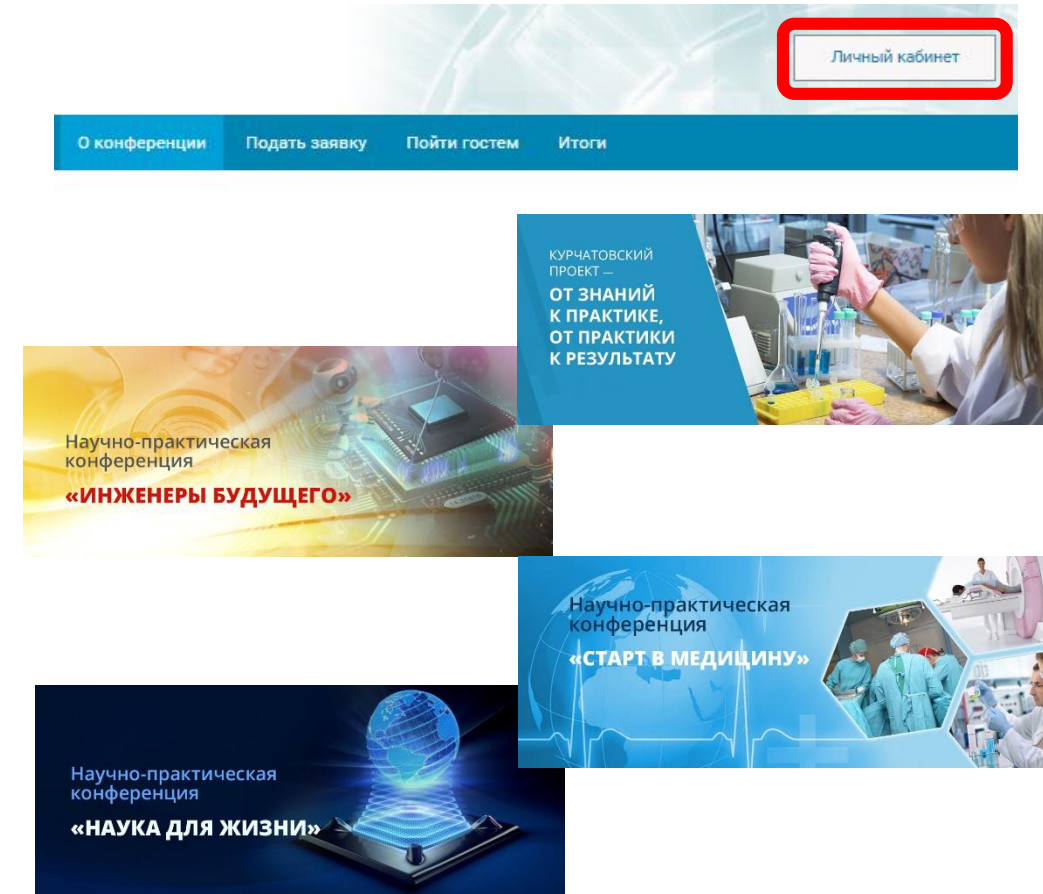 Личный кабинет
О конференции Подать заявку Пойти гостем Итоги
КУРЧАТОВСКИЙ
ПРОЕКТ —
ОТ ЗНАНИЙ
К ПРАКТИКЕ,
ОТ ПРАКТИКИ
К РЕЗУЛЬТАТУ
Научно-практическая
конференция
«ИНЖЕНЕРЫ БУДУЩЕГО»
Научно-практическая
конференция
«СТАРТ В МЕДИЦИНУ»
Научно-практическая
конференция
«НАУКА ДЛЯ ЖИЗНИ»